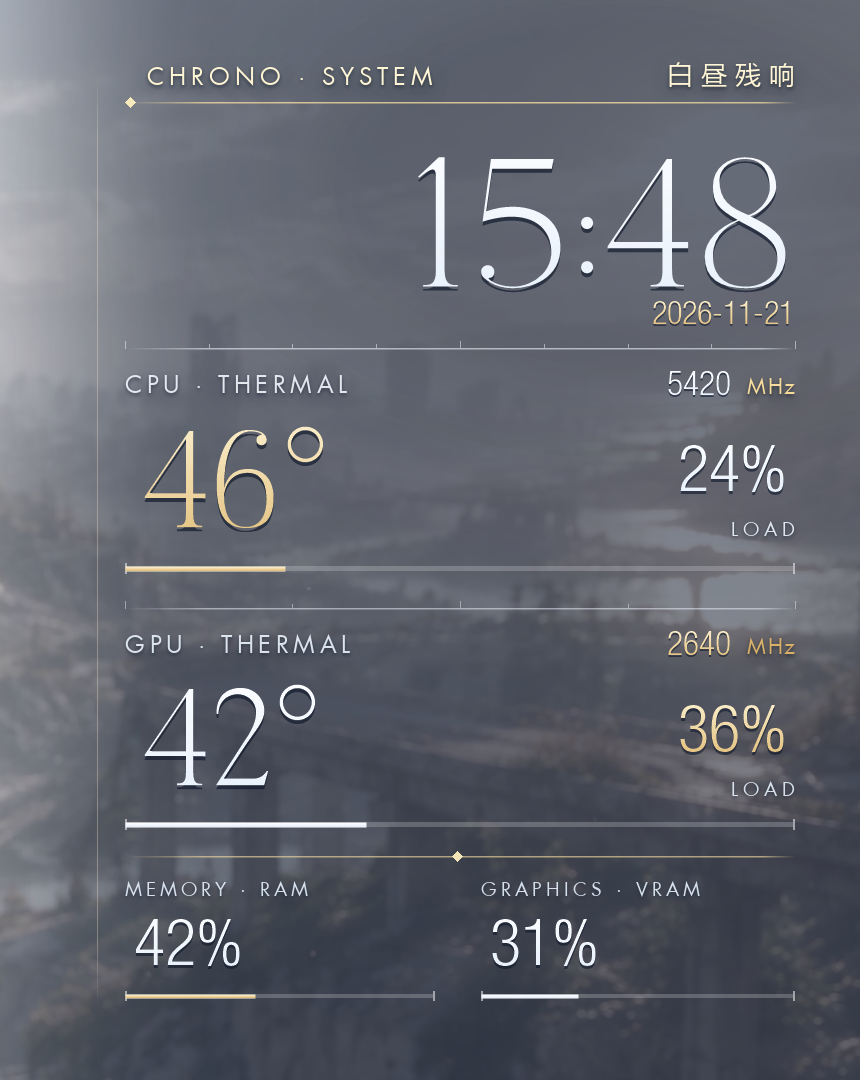 CHRONO · SYSTEM 白昼残响
15:48
2026-11-21
CPU · THERMAL 5420 MHz
46° 24%
LOAD
GPU · THERMAL 2640 MHz
42° 36%
LOAD
MEMORY · RAM GRAPHICS · VRAM
42% 31%